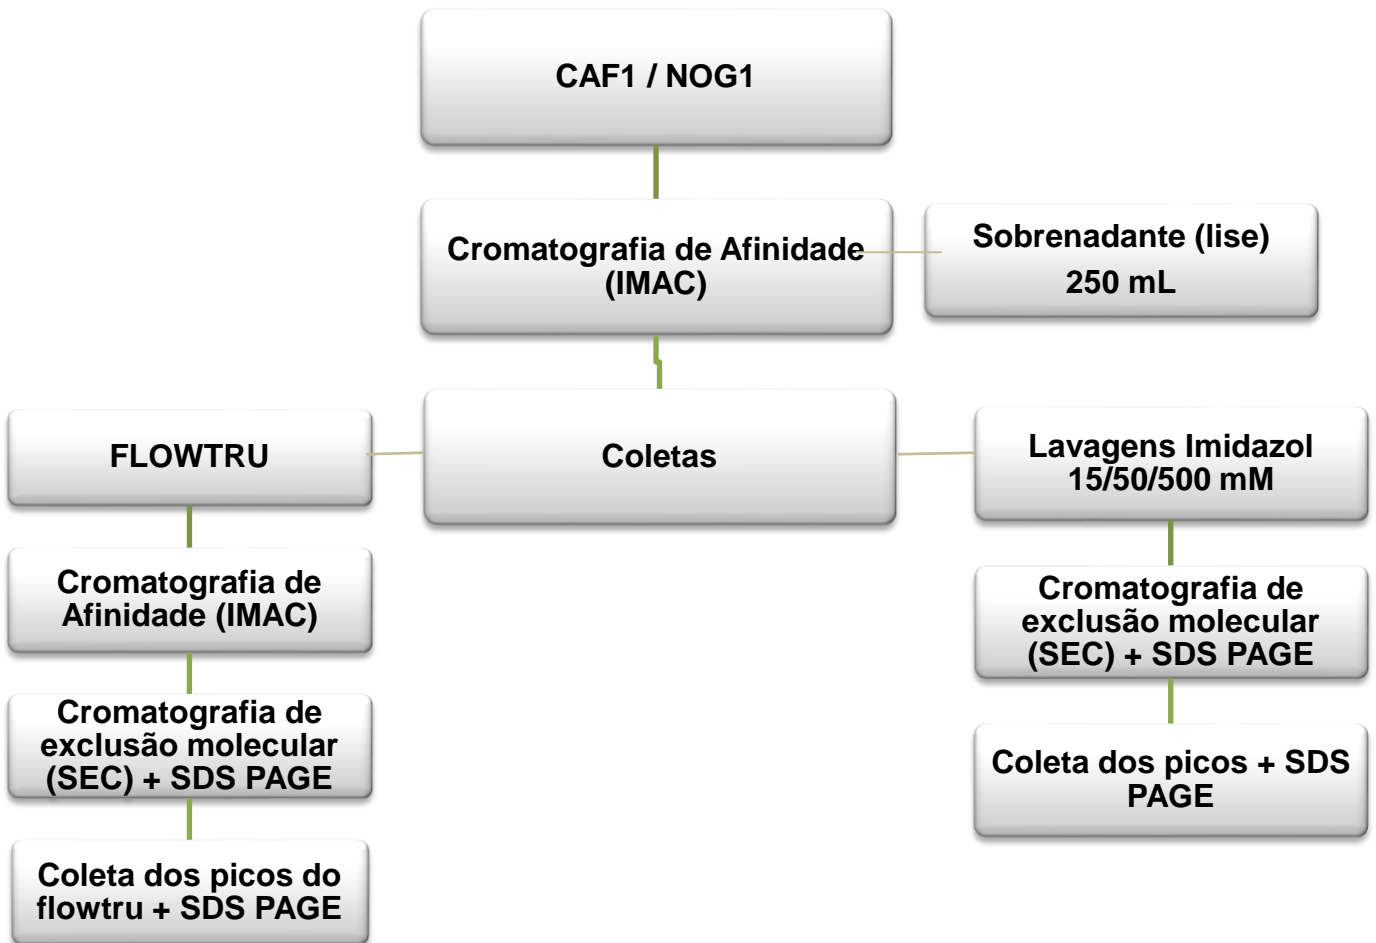 CAF1 / NOG1
Cromatografia de Afinidade
(IMAC)
Sobrenadante (lise)
250 mL
Coletas
FLOWTRU
Cromatografia de
Afinidade (IMAC)
Cromatografia de
exclusão molecular
(SEC) + SDS PAGE
Coleta dos picos do
flowtru + SDS PAGE
Lavagens Imidazol
15/50/500 mM
Cromatografia de
exclusão molecular
(SEC) + SDS PAGE
Coleta dos picos + SDS
PAGE